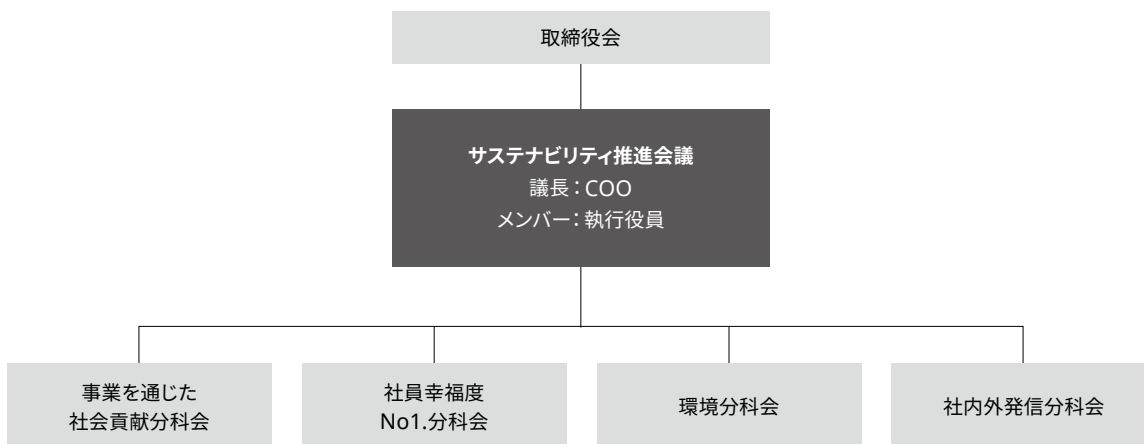 取締役会
サステナビリティ推進会議
議長：COO
メンバー：執行役員
事業を通じた
社会貢献分科会
社員幸福度
No1.分科会
環境分科会
社内外発信分科会